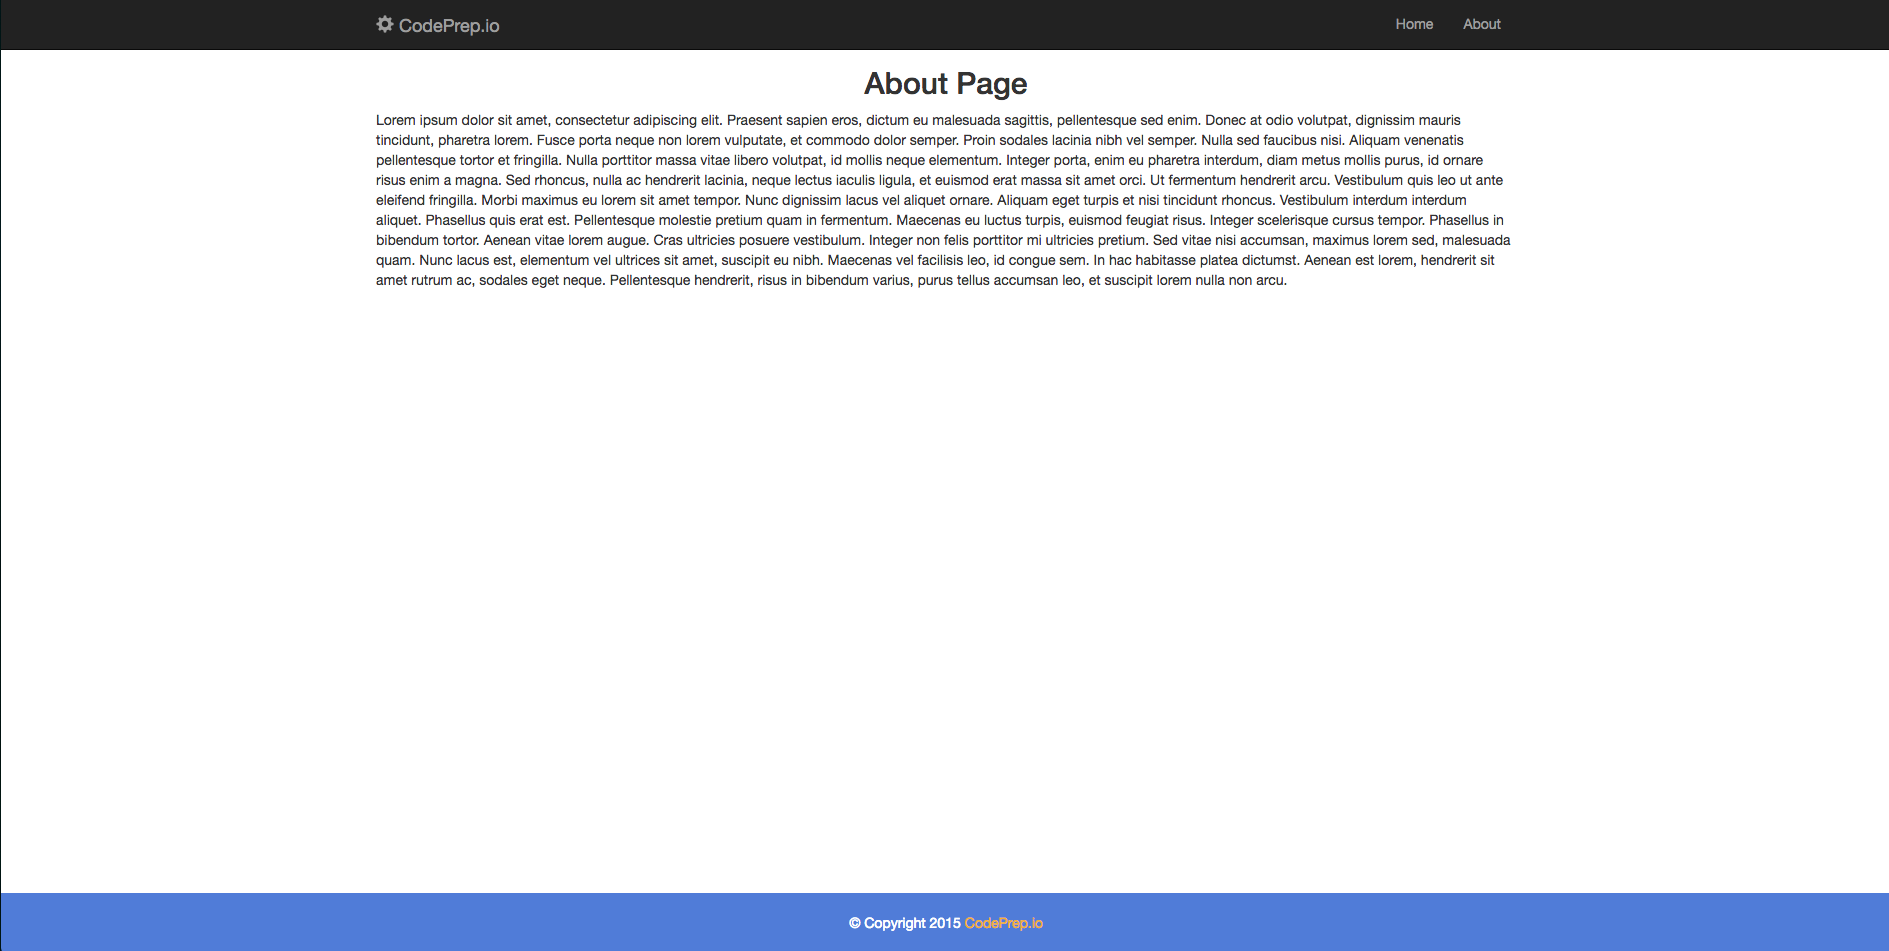 CodePrep.io
Home About
About Page
Lorem ipsum dolor sit amet, consectetur adipiscing elit. Praesent sapien eros, dictum eu malesuada sagittis, pellentesque sed enim. Donec at odio volutpat, dignissim mauris
tincidunt, pharetra lorem. Fusce porta neque non lorem vulputate, et commodo dolor semper. Proin sodales lacinia nibh vel semper. Nulla sed faucibus nisi. Aliquam venenatis
pellentesque tortor et fringilla. Nulla porttitor massa vitae libero volutpat, id mollis neque elementum. Integer porta, enim eu pharetra interdum, diam metus mollis purus, id ornare
risus enim a magna. Sed rhoncus, nulla ac hendrerit lacinia, neque lectus iaculis ligula, et euismod erat massa sit amet orci. Ut fermentum hendrerit arcu. Vestibulum quis leo ut ante
eleifend fringilla. Morbi maximus eu lorem sit amet tempor. Nunc dignissim lacus vel aliquet ornare. Aliquam eget turpis et nisi tincidunt rhoncus. Vestibulum interdum interdum
aliquet. Phasellus quis erat est. Pellentesque molestie pretium quam in fermentum. Maecenas eu luctus turpis, euismod feugiat risus. Integer scelerisque cursus tempor. Phasellus in
bibendum tortor. Aenean vitae lorem augue. Cras ultricies posuere vestibulum. Integer non felis porttitor mi ultricies pretium. Sed vitae nisi accumsan, maximus lorem sed, malesuada
quam. Nunc lacus est, elementum vel ultrices sit amet, suscipit eu nibh. Maecenas vel facilisis leo, id congue sem. In hac habitasse platea dictumst. Aenean est lorem, hendrerit sit
amet rutrum ac, sodales eget neque. Pellentesque hendrerit, risus in bibendum varius, purus tellus accumsan leo, et suscipit lorem nulla non arcu.
© Copyright 2015 CodePrep.io